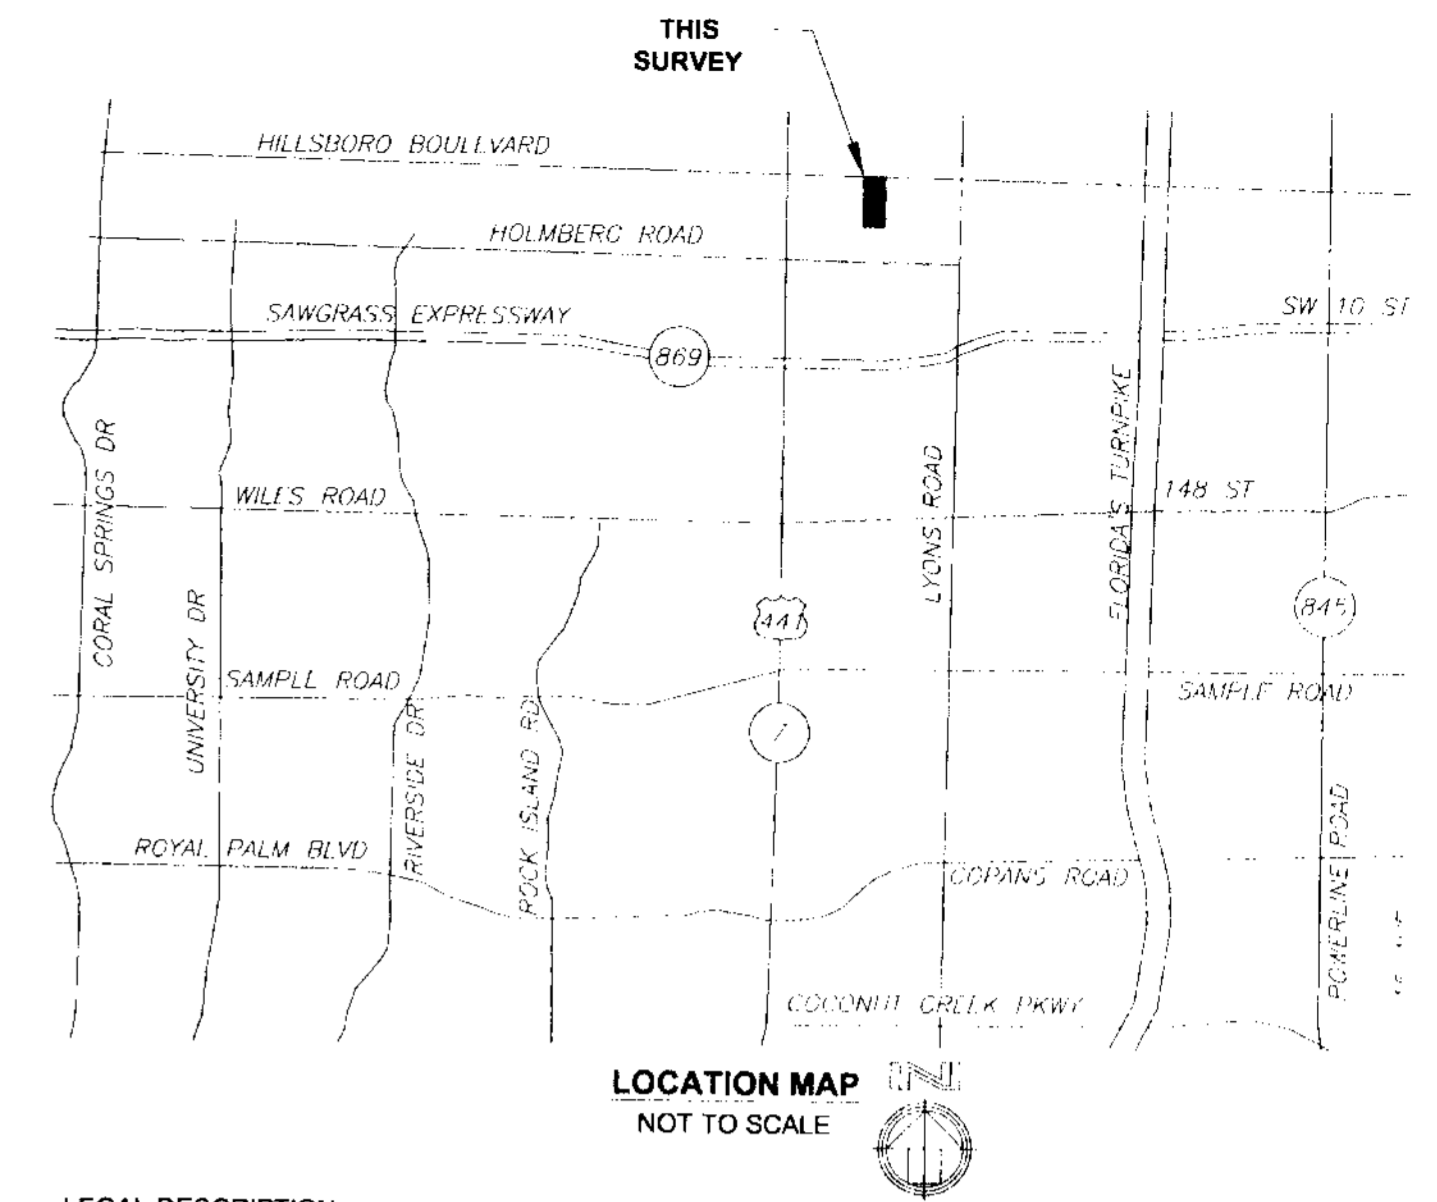 THIS
SURVEY
HILLSBORO BOULEVARD
HOLMBERG ROAD
SAWGRASS EXPRESSWAY
SW 10 ST
869
CORAL SPRINGS DR
WILES ROAD
LYONS ROAD
FLORIDA'S TURNPIKE
148 ST
UNIVERSITY DR
441
845
SAMPLE ROAD
SAMPLE ROAD
RIVERSIDE DR
ROCK ISLAND RD
7
POWERLINE ROAD
ROYAL PALM BLVD
COPANS ROAD
COCONUT CREEK PKWY
LOCATION MAP
NOT TO SCALE
N
LEGAL DESCRIPTION